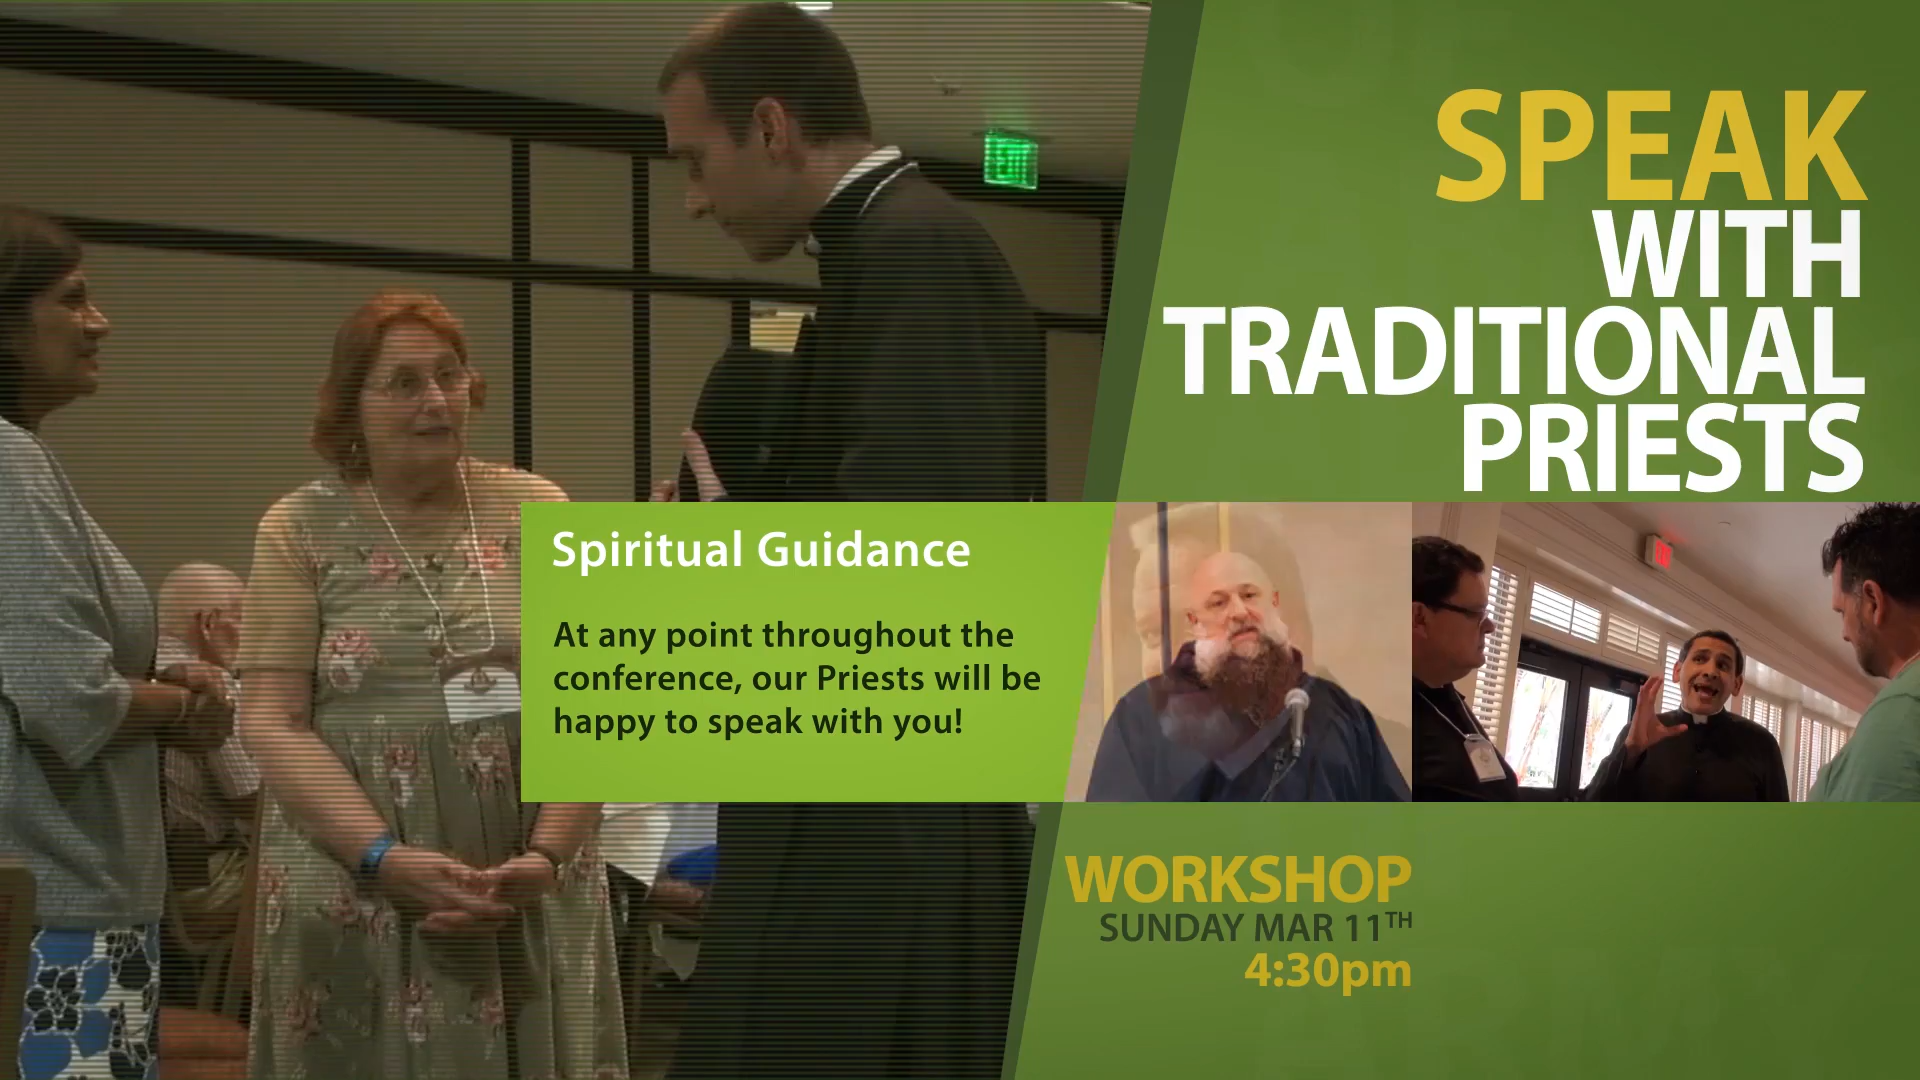 SPEAK
WITH
TRADITIONAL
PRIESTS
EXIT
Spiritual Guidance
At any point throughout the
conference, our Priests will be
happy to speak with you!
WORKSHOP
SUNDAY MAR 11TH
4:30pm